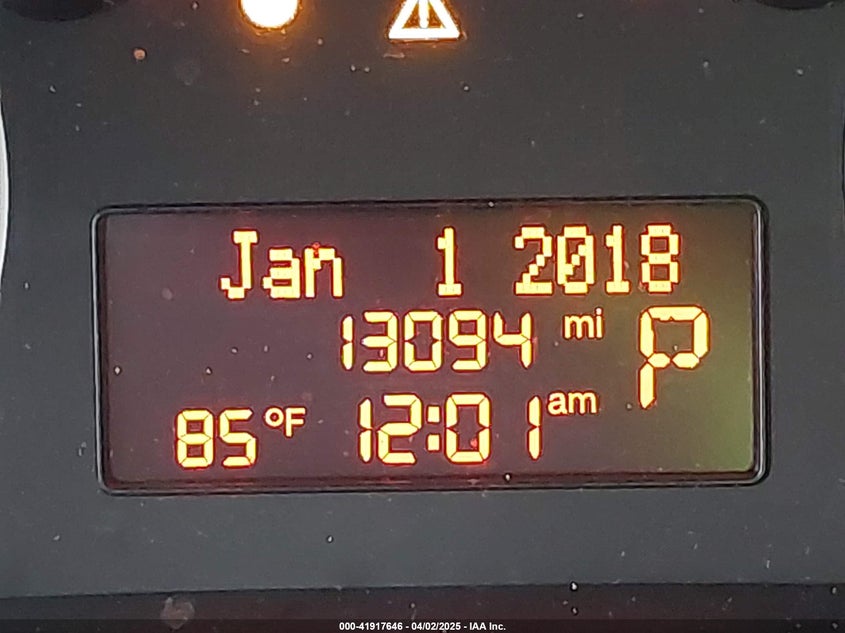 Jan 1 2018
13094 mi P
85°F 12:01 am
000-41917646 - 04/02/2025 - IAA Inc.